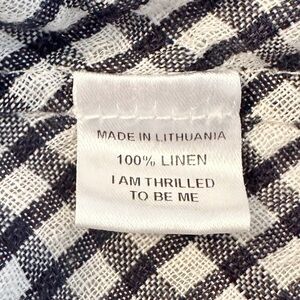 MADE IN LITHUANIA
100% LINEN
I AM THRILLED
TO BE ME